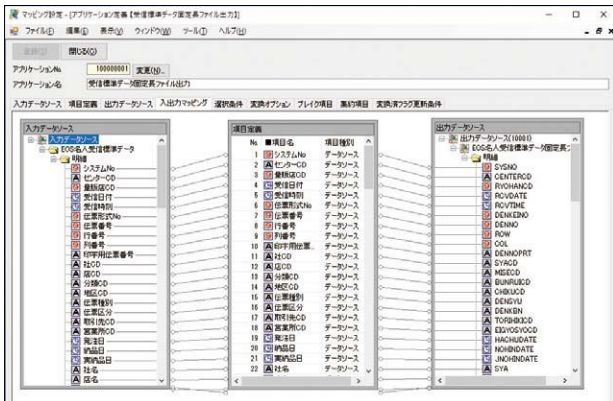 マッピング設定 - [アプリケーション定義【受信標準データ固定長ファイル出力】]
ファイル(F) 編集(E) 表示(V) ウィンドウ(W) ツール(T) ヘルプ(H)
閉じる(C)
アプリケーションNo 10000001 変更(N)...
アプリケーション名 受信標準データ固定長ファイル出力
入力データソース 項目定義 出力データソース 入出力マッピング 選択条件 変換オプション ブレイク項目 集約項目 変換済フラグ更新条件
入力データソース
入力データソース
EOS名人受信標準データ
明細
システムNo
センターCD
量販店CD
受信日付
受信時刻
伝票形式No
伝票番号
行番号
列番号
印字用伝票番号
社CD
店CD
分類CD
地区CD
伝票種別
伝票区分
取引先CD
営業所CD
発注日
納品日
実納品日
社名
店名
項目定義
No ■項目名 項目種別
1 システムNo データソース
2 センターCD データソース
3 量販店CD データソース
4 受信日付 データソース
5 受信時刻 データソース
6 伝票形式No データソース
7 伝票番号 データソース
8 行番号 データソース
9 列番号 データソース
10 印字用伝票... データソース
11 社CD データソース
12 店CD データソース
13 分類CD データソース
14 地区CD データソース
15 伝票種別 データソース
16 伝票区分 データソース
17 取引先CD データソース
18 営業所CD データソース
19 発注日 データソース
20 納品日 データソース
21 実納品日 データソース
22 社名 データソース
出力データソース
出力データソース(10001)
EOS名人受信標準データ固定長フ
明細
SYSNO
CENTERCD
RYOHANCD
RCVDATE
RCVTIME
DENKEINO
DENNO
ROW
COL
DENNOPRT
SYACD
MISECD
BUNRUICD
CHIKUCD
DENSYU
DENKBN
TORIHIKICD
EIGYOSYOCD
HACHUDATE
NOHINDATE
JNOHINDATE
SYA